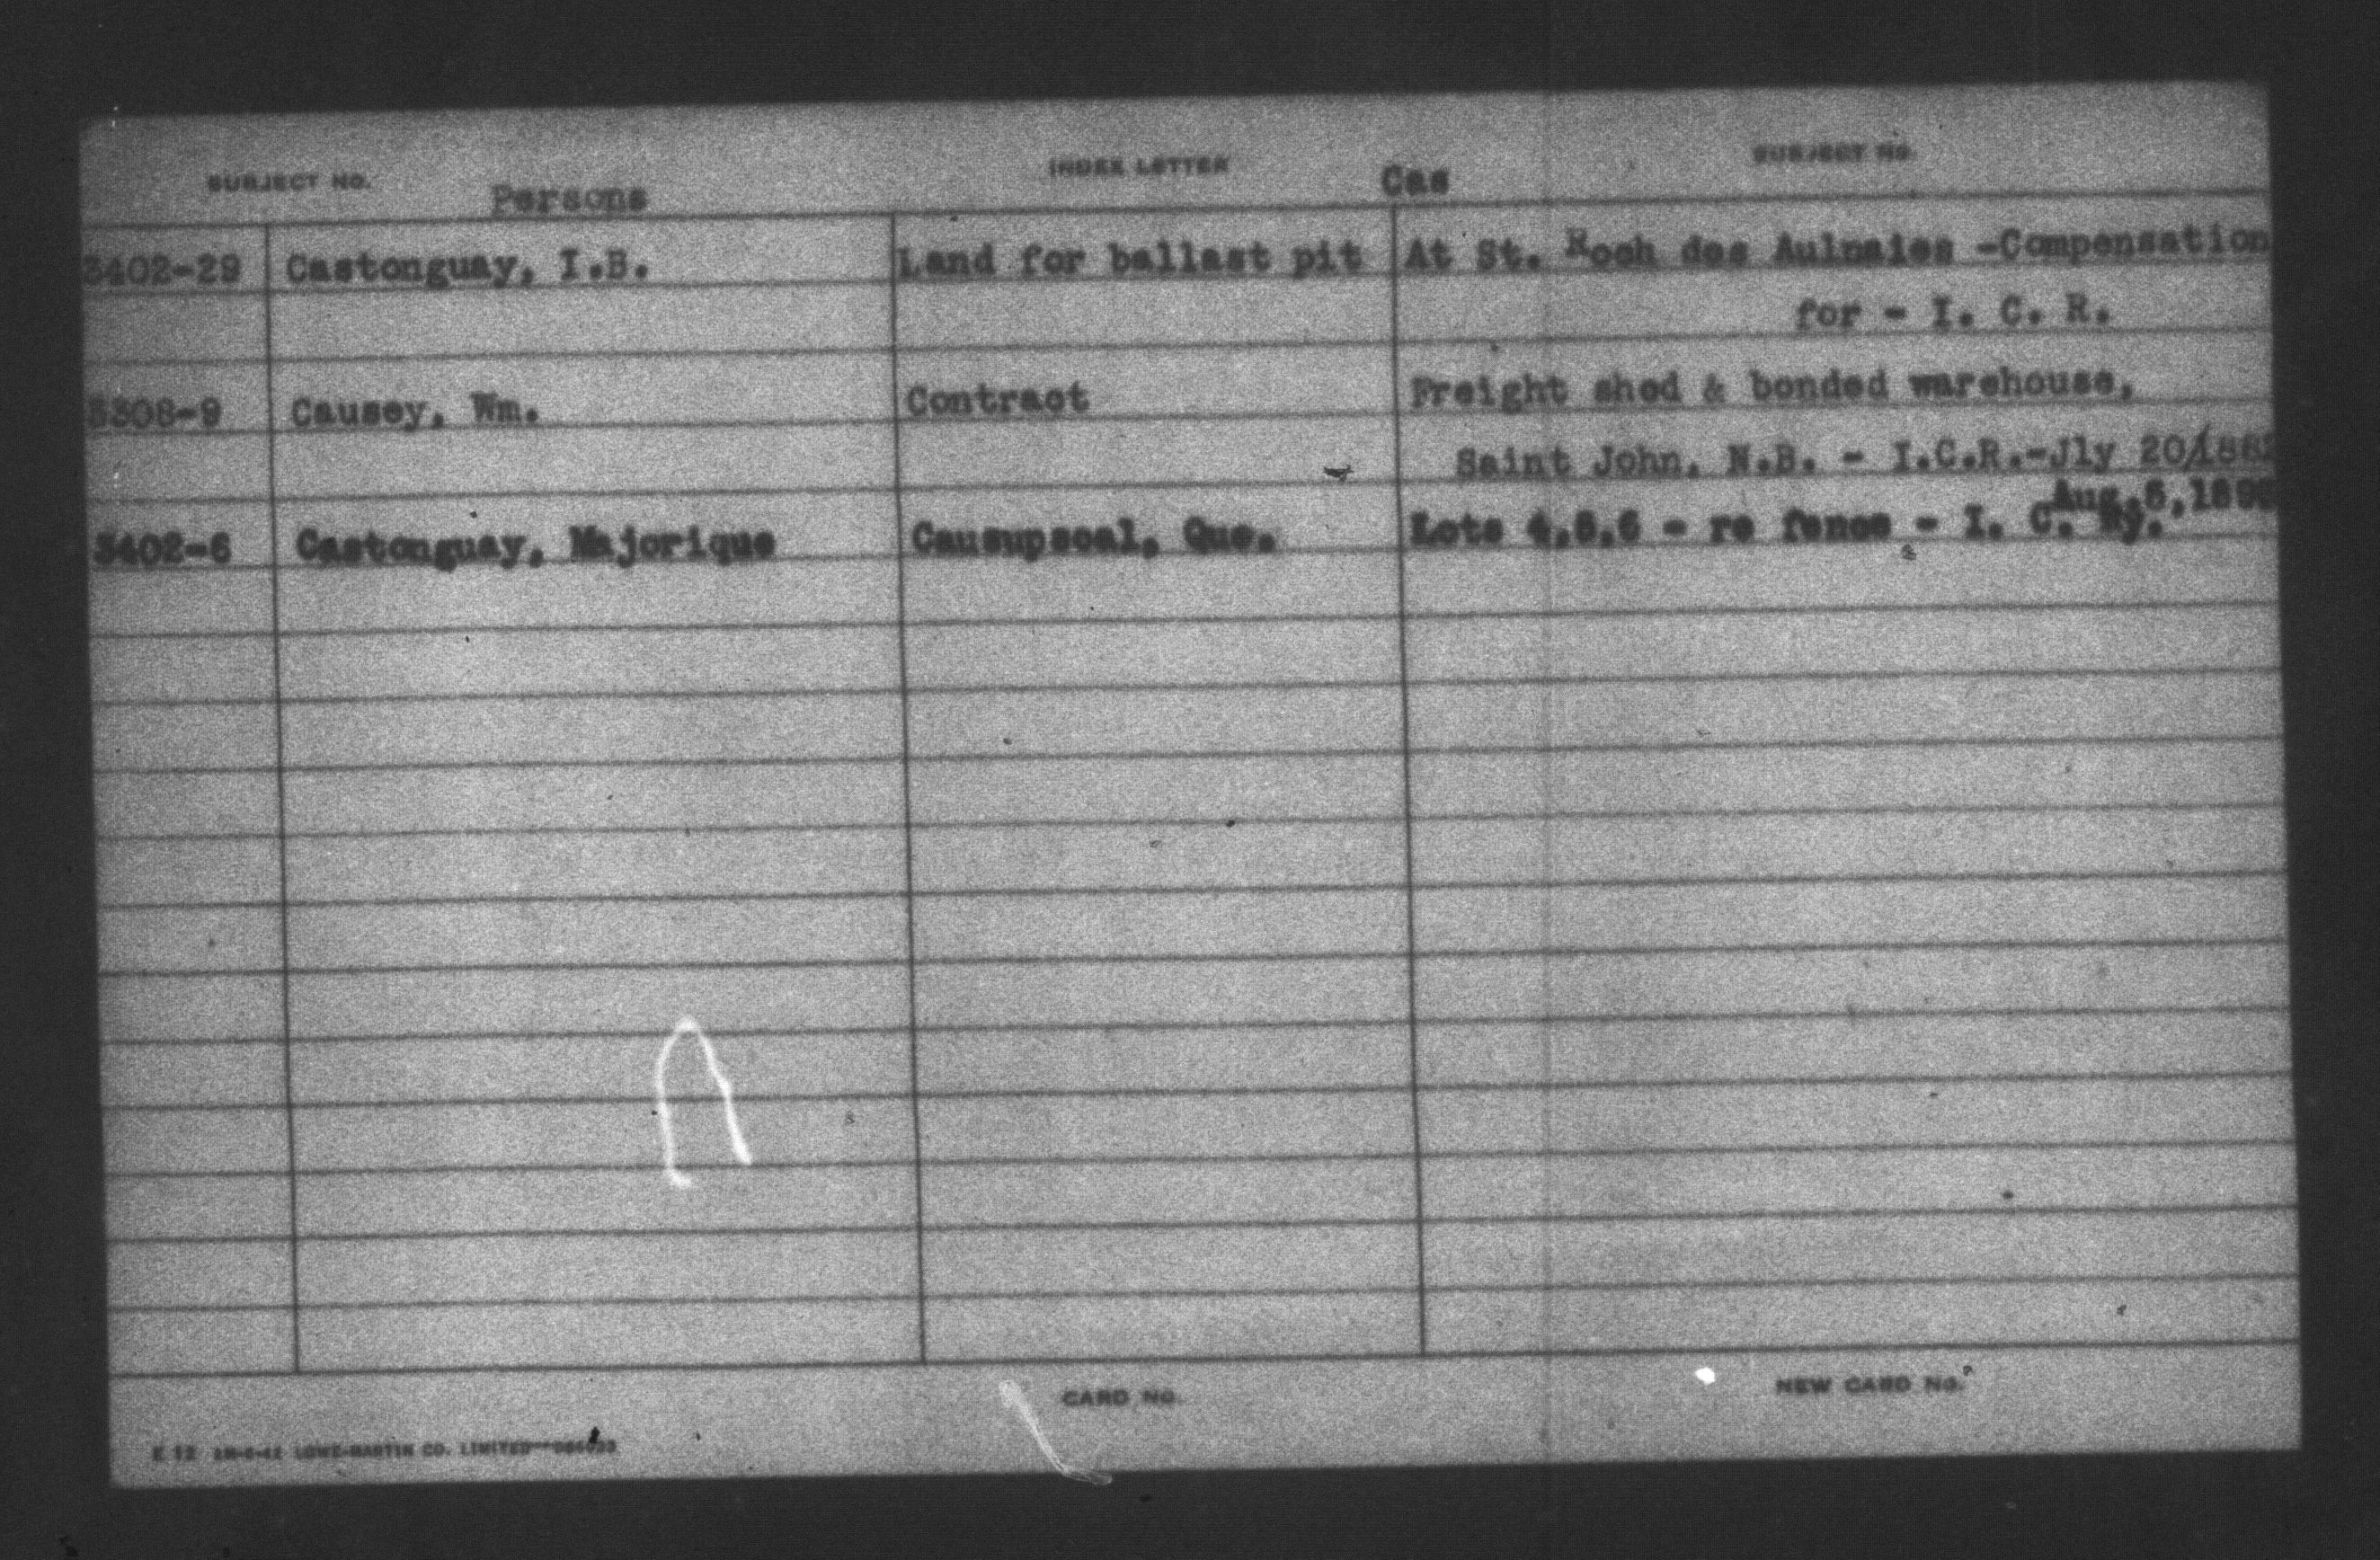 SUBJECT NO. Persons INDEX LETTER Cas SUBJECT NO.
3402-29 Castonguay, I.B. Land for ballast pit At St. Roch des Aulnaies -Compensation
for - I. C. R.
3308-9 Causey, Wm. Contract Freight shed & bonded warehouse,
Saint John, N.B. - I.C.R.-Jly 20/188
Aug.6,189
3402-6 Castonguay, Majorique Causupscal, Que. Lots 4,5,6 - re fence - I. C. Ry.
CARD NO. NEW CARD NO.
E 12 LOWE-MARTIN CO. LIMITED